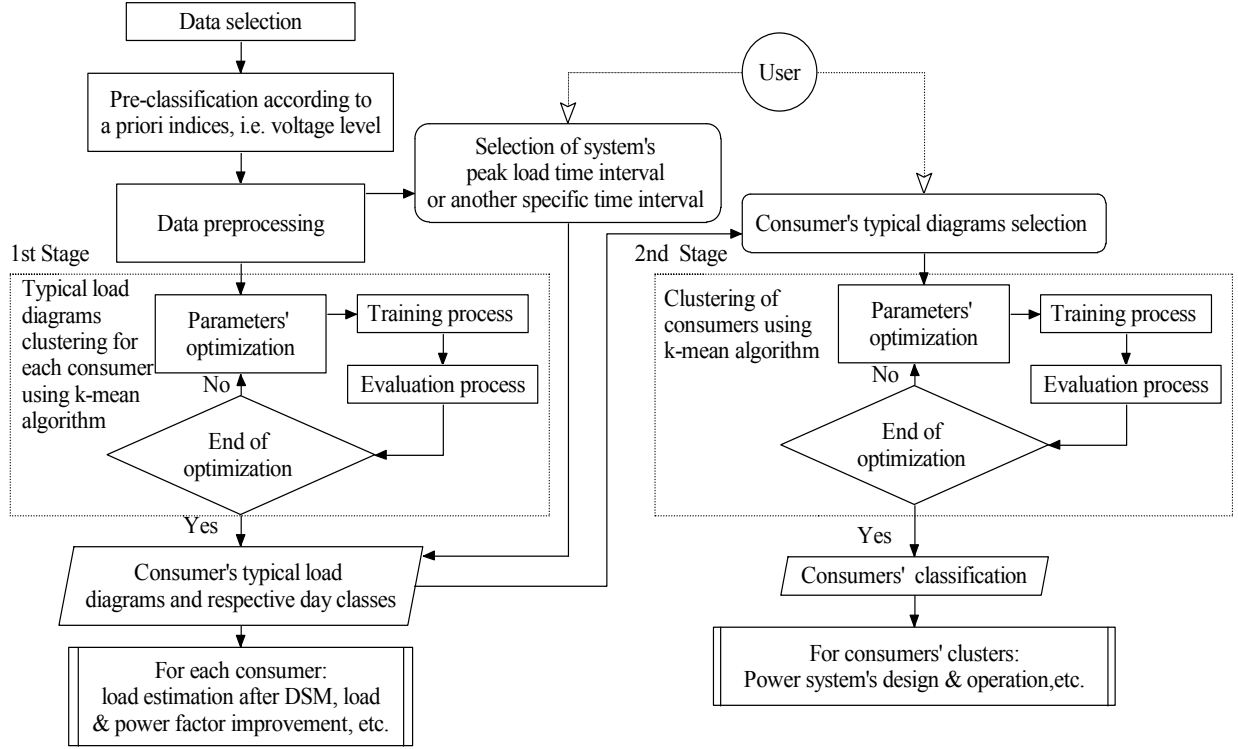 Data selection
Pre-classification according to
a priori indices, i.e. voltage level
Data preprocessing
User
Selection of system's
peak load time interval
or another specific time interval
Consumer's typical diagrams selection
1st Stage
Typical load
diagrams
clustering for
each consumer
using k-mean
algorithm
Parameters'
optimization
Training process
Evaluation process
No
End of
optimization
Yes
Consumer's typical load
diagrams and respective day classes
For each consumer:
load estimation after DSM, load
& power factor improvement, etc.
2nd Stage
Clustering of
consumers using
k-mean algorithm
Parameters'
optimization
Training process
Evaluation process
No
End of
optimization
Yes
Consumers' classification
For consumers' clusters:
Power system's design & operation,etc.